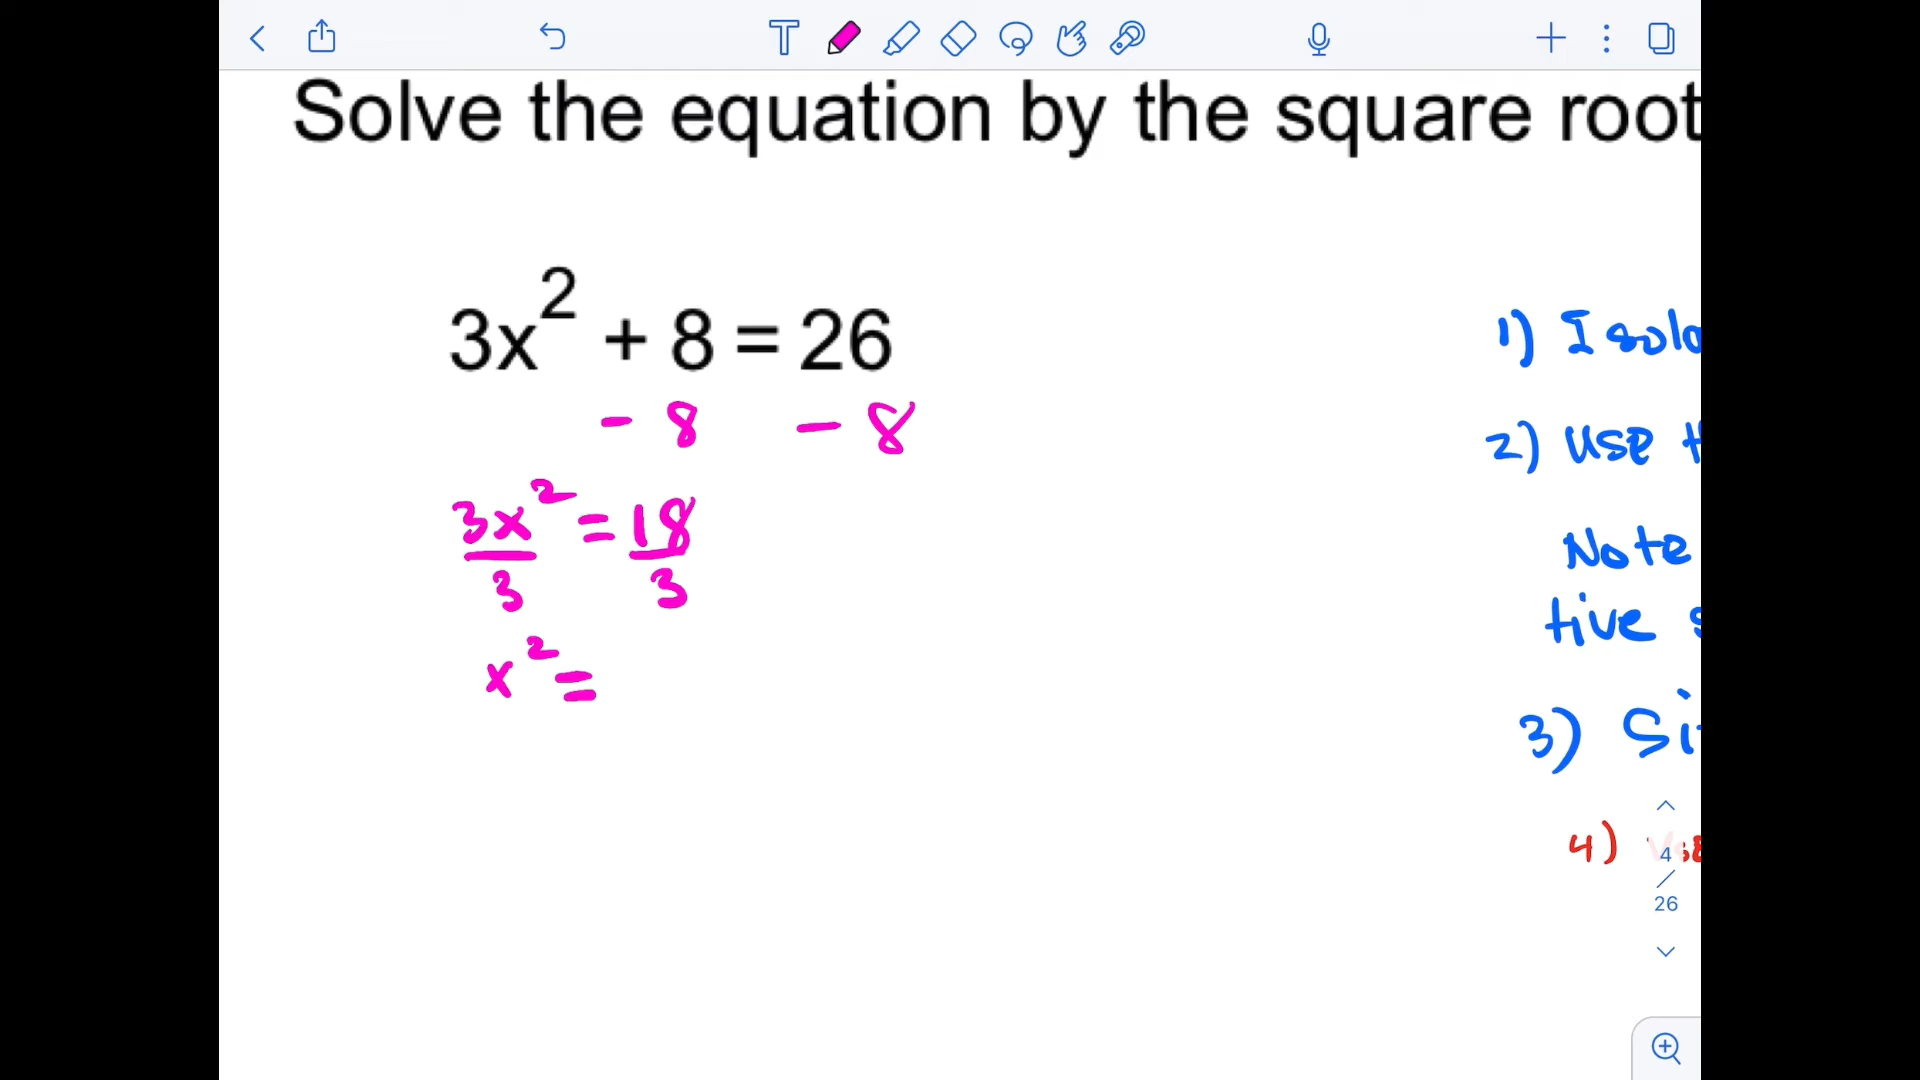 Solve the equation by the square root
3x² + 8 = 26
- 8 - 8
3x² = 18
3 3
x² =
1) Isola
2) Use t
Note
tive s
3) Si
4)
4
/
26